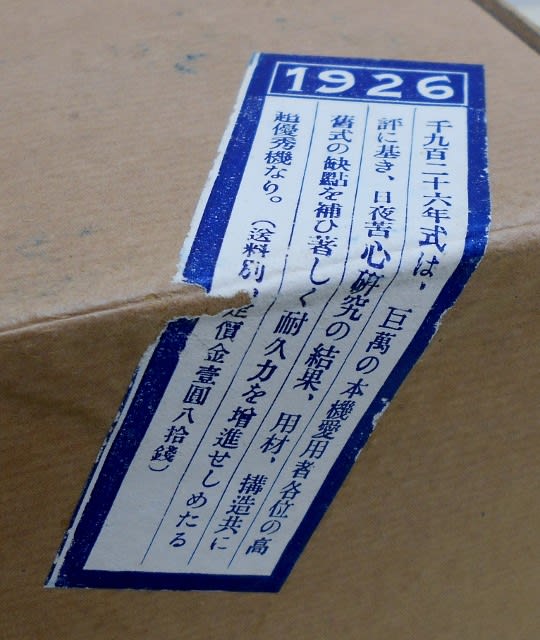 1926
千九百二十六年式は、巨萬の本機愛用者各位の高
評に基き、日夜苦心研究の結果、用材、構造共に
舊式の缺點を補ひ著しく耐久力を增進せしめたる
超優秀機なり。（送料別、定價金壹圓八拾錢）